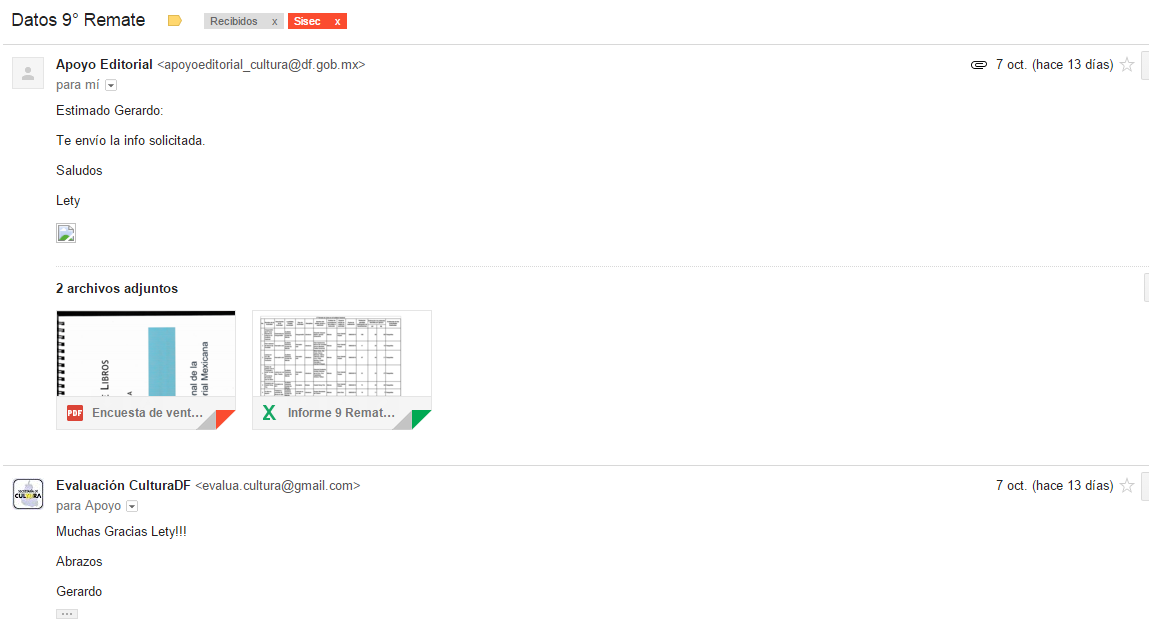 Datos 9° Remate
Recibidos x
Sisec x
Apoyo Editorial <apoyoeditorial_cultura@df.gob.mx>
7 oct. (hace 13 días)
para mí
Estimado Gerardo:
Te envío la info solicitada.
Saludos
Lety
2 archivos adjuntos
LIBROS
nal de la
rial Mexicana
PDF Encuesta de vent...
Informe 9 Remat...
CULTURA
Evaluación CulturaDF <evalua.cultura@gmail.com>
7 oct. (hace 13 días)
para Apoyo
Muchas Gracias Lety!!!
Abrazos
Gerardo